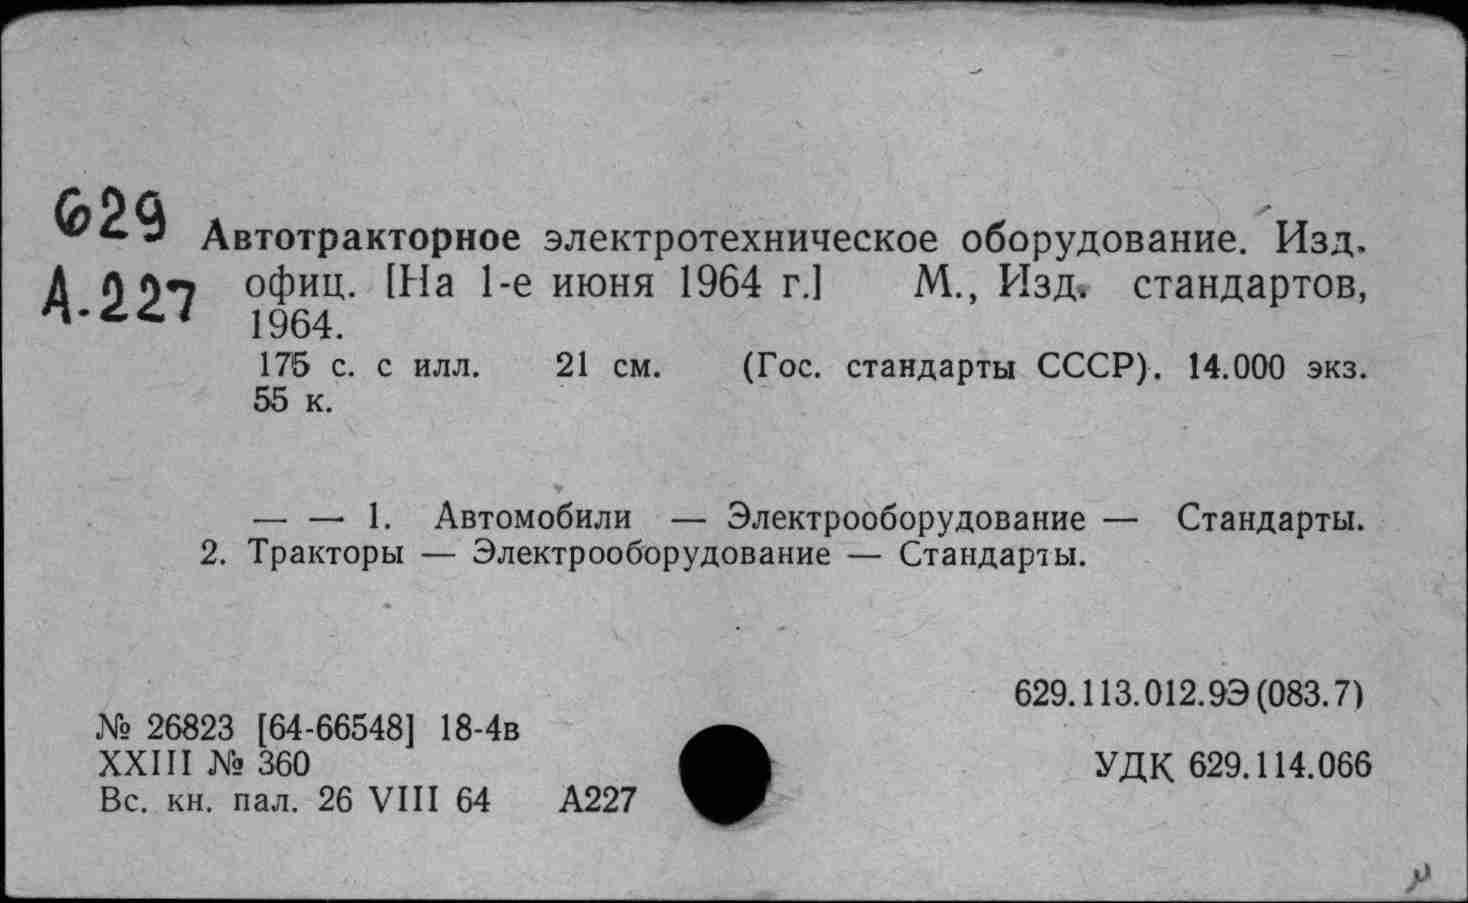 629
А.227
Автотракторное электротехническое оборудование. Изд.
офиц. [На 1-е июня 1964 г.] М., Изд. стандартов,
1964.
175 с. с илл. 21 см. (Гос. стандарты СССР). 14.000 экз.
55 к.
— — 1. Автомобили — Электрооборудование — Стандарты.
2. Тракторы — Электрооборудование — Стандарты.
629.113.012.9Э(083.7)
№ 26823 [64-66548] 18-4в
XXIII № 360
УДК 629.114.066
Вс. кн. пал. 26 VIII 64 А227